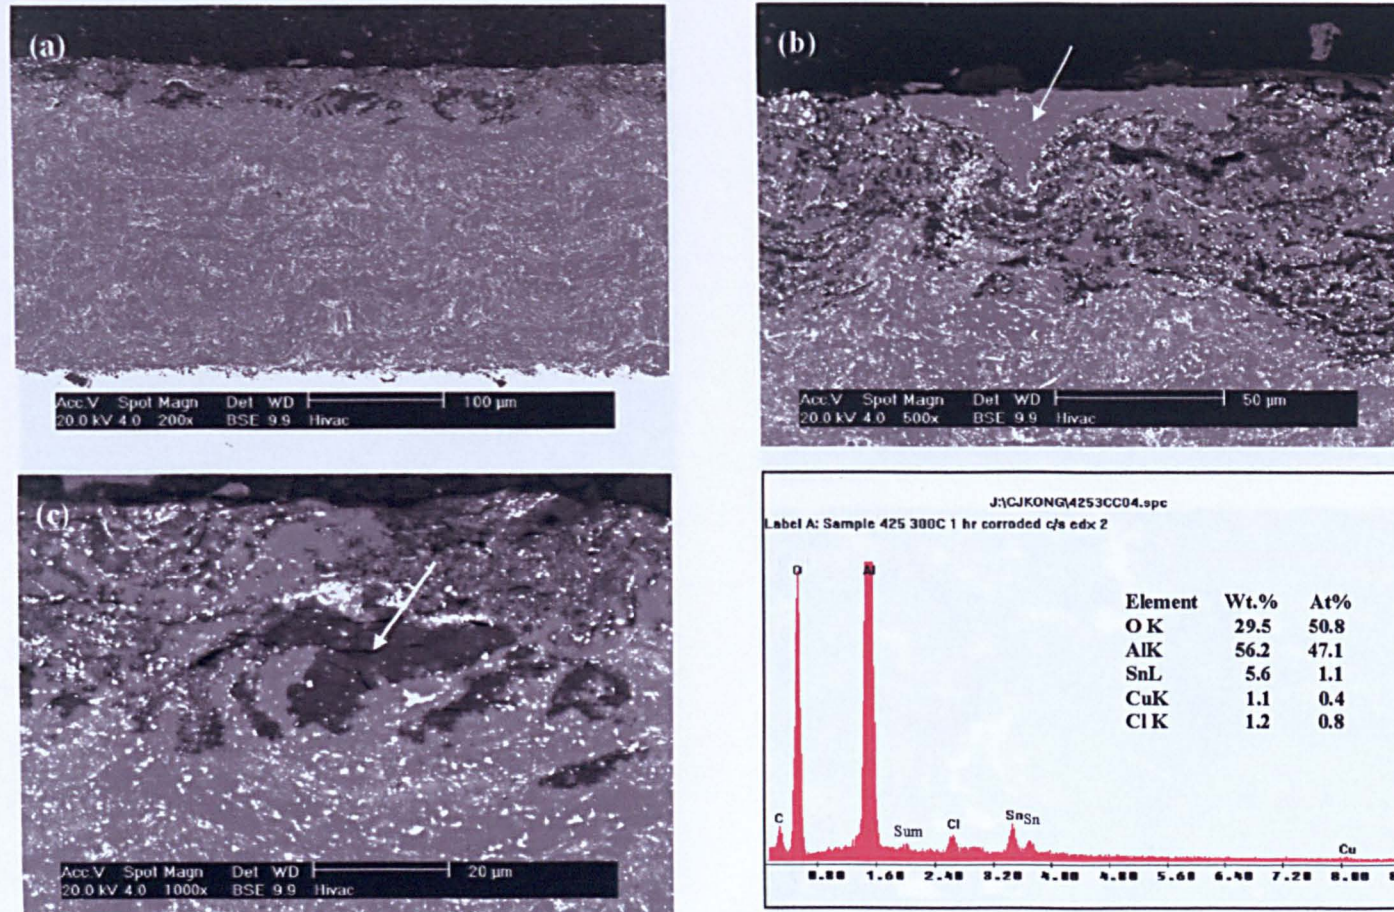 (a)
Acc.V Spot Magn Det WD 100 µm
20.0 kV 4.0 200x BSE 9.9 Hivac
(b)
Acc.V Spot Magn Det WD 50 µm
20.0 kV 4.0 500x BSE 9.9 Hivac
(c)
Acc.V Spot Magn Det WD 20 µm
20.0 kV 4.0 1000x BSE 9.9 Hivac
J:\CJKONG\4253CC04.spc
Label A: Sample 425 300C 1 hr corroded c/s edx 2
O Al
Element Wt.% At%
O K 29.5 50.8
AlK 56.2 47.1
SnL 5.6 1.1
CuK 1.1 0.4
Cl K 1.2 0.8
C Sum Cl Sn Sn Cu
0.80 1.60 2.40 3.20 4.00 4.80 5.60 6.40 7.20 8.00